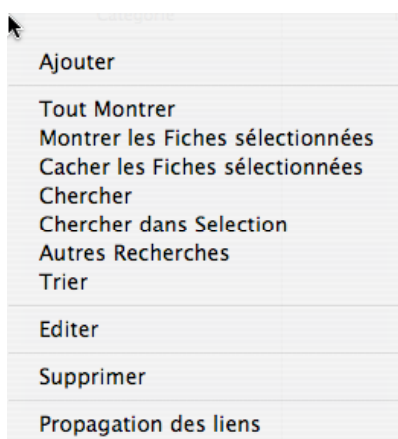 Catégorie
Ajouter
Tout Montrer
Montrer les Fiches sélectionnées
Cacher les Fiches sélectionnées
Chercher
Chercher dans Selection
Autres Recherches
Trier
Editer
Supprimer
Propagation des liens